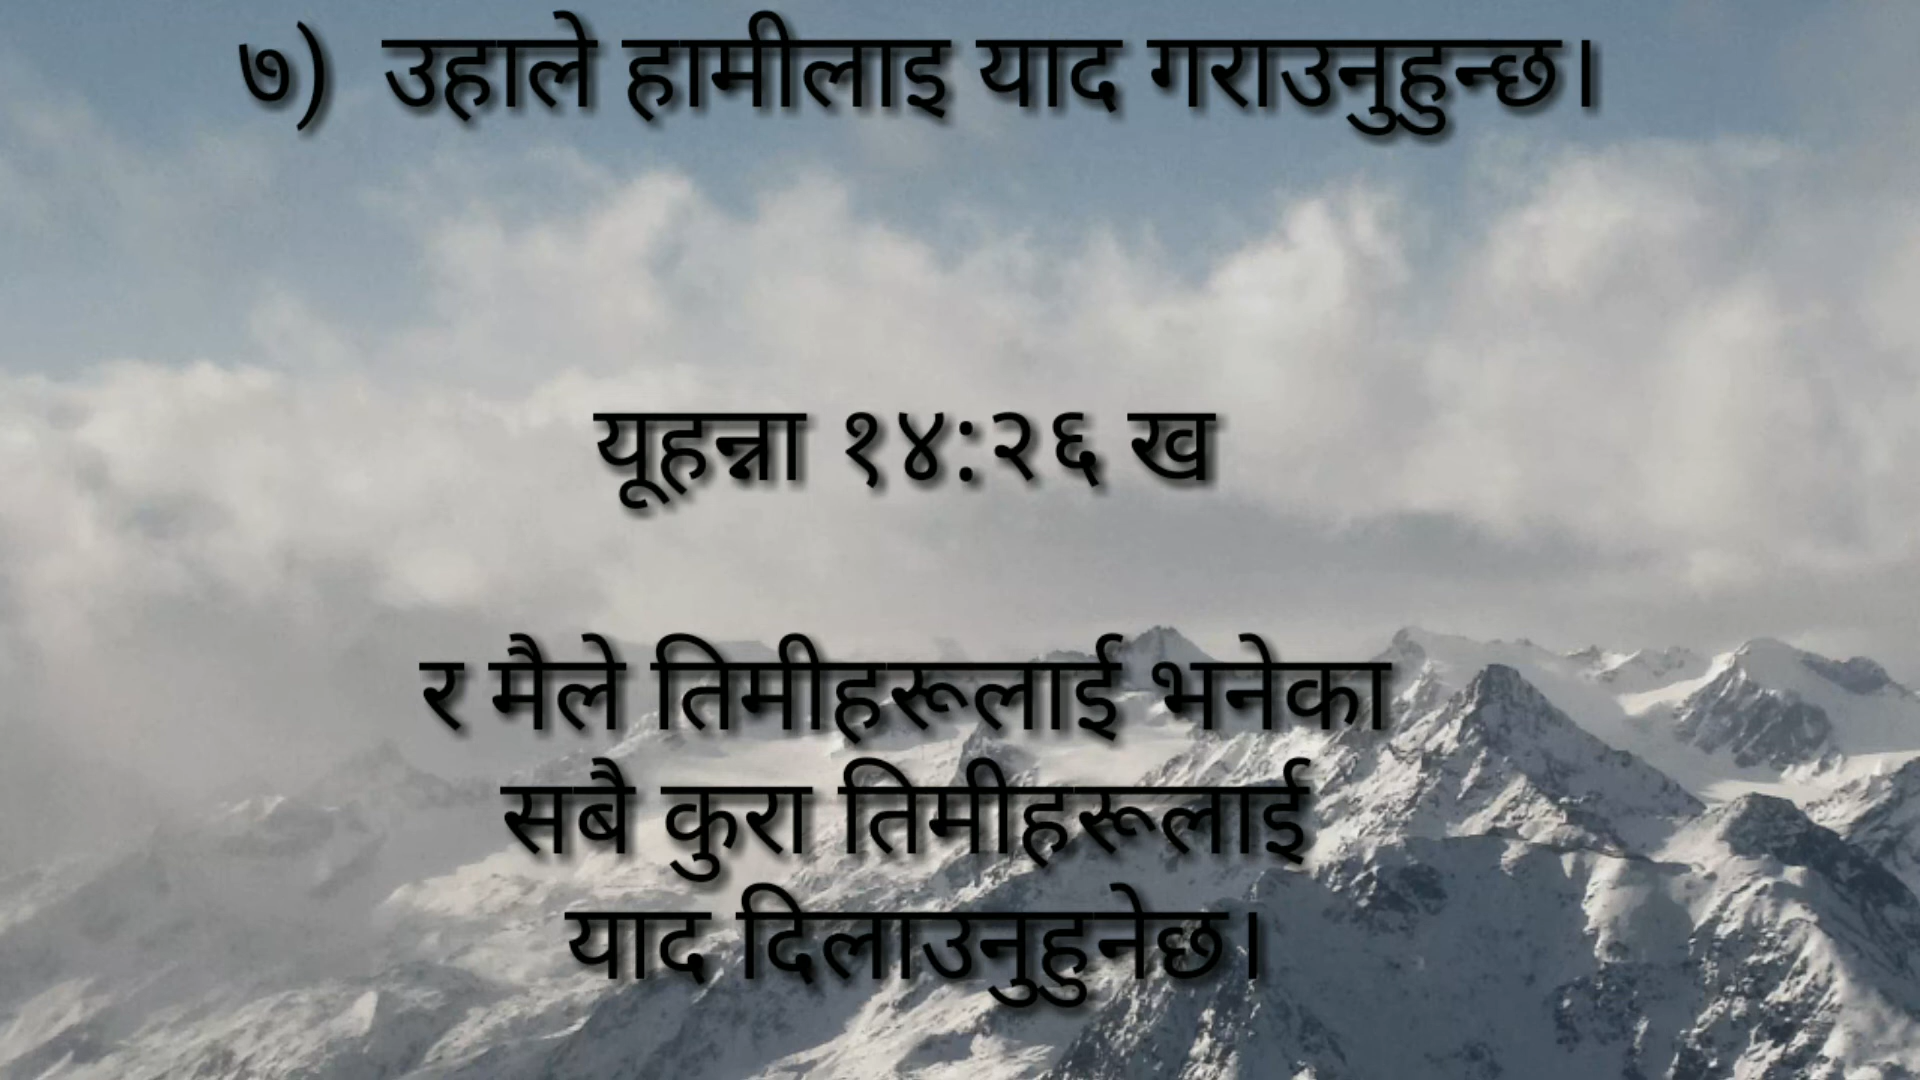 ७) उहाले हामीलाइ याद गराउनुहुन्छ।
यूहन्ना १४:२६ ख
र मैले तिमीहरूलाई भनेका
सबै कुरा तिमीहरूलाई
याद दिलाउनुहुनेछ।